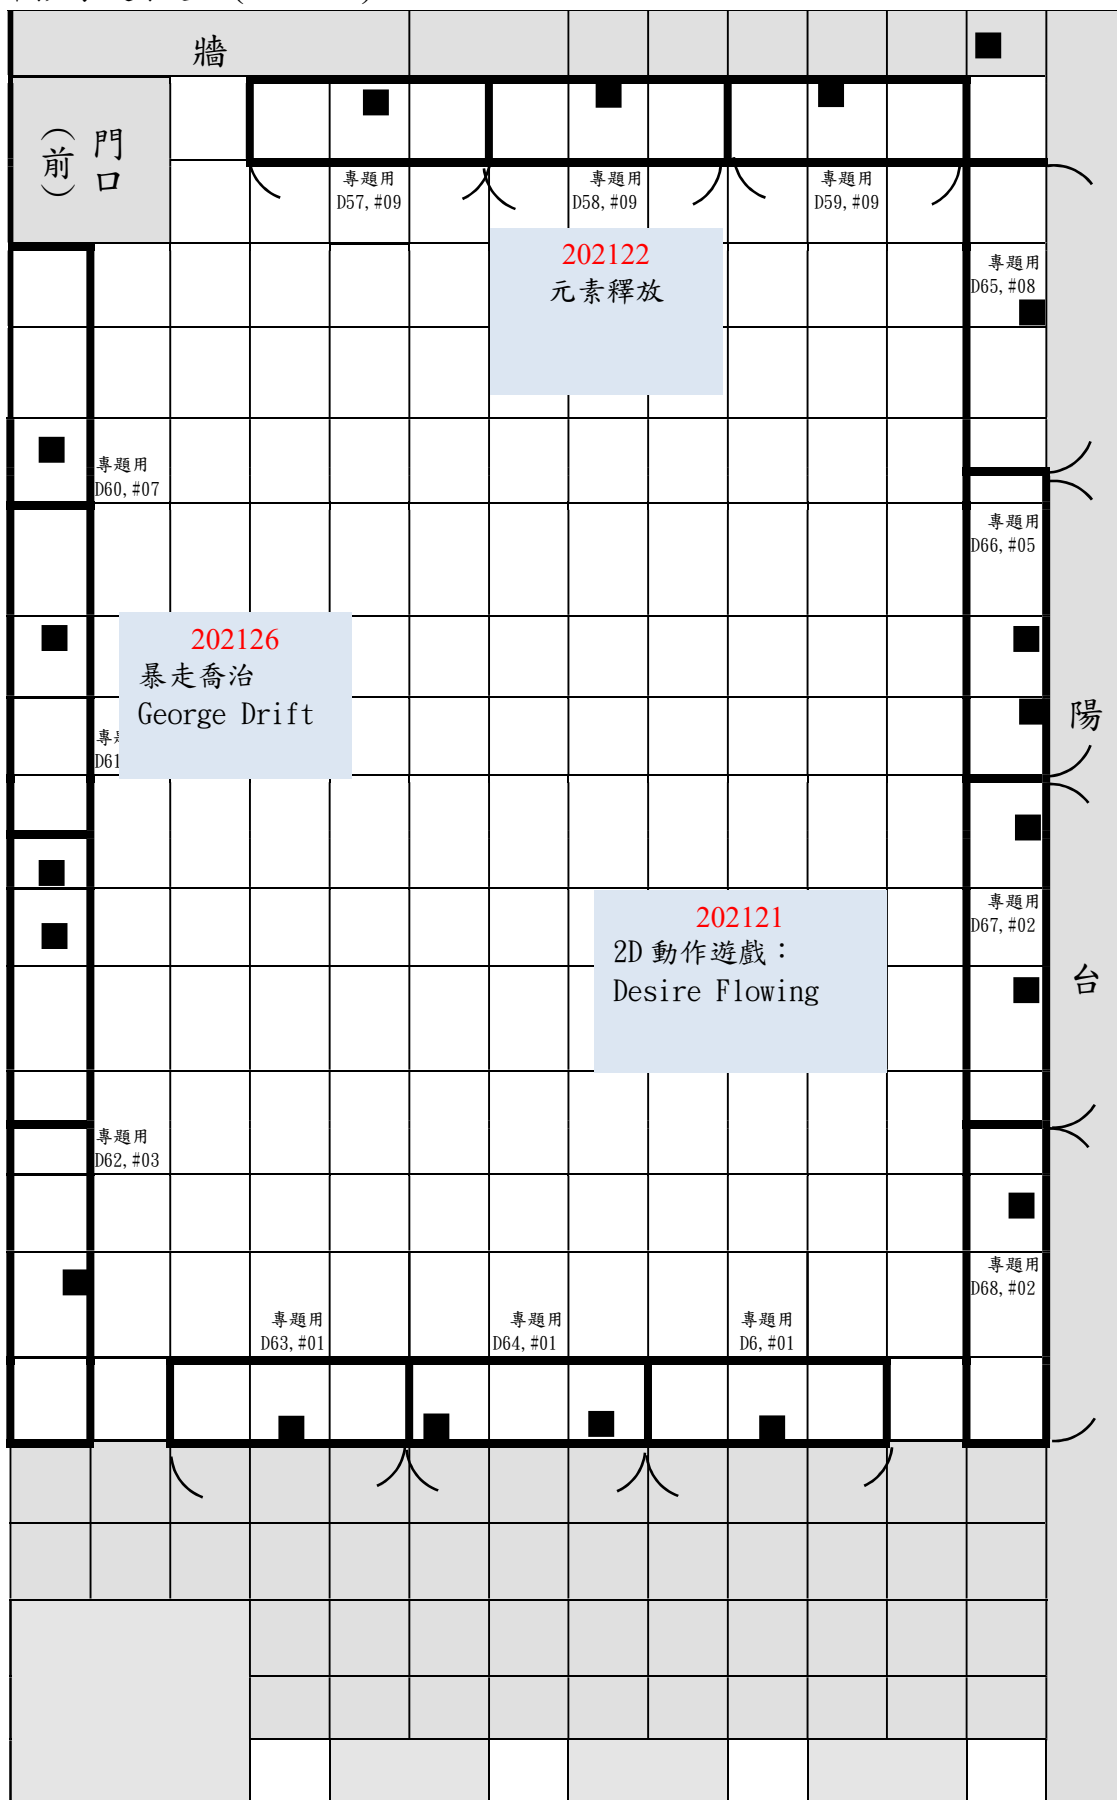 牆
門口
(前)
專題用
D57,#09
專題用
D58,#09
專題用
D59,#09
202122
元素釋放
專題用
D65,#08
專題用
D60,#07
專題用
D66,#05
202126
暴走喬治
George Drift
D61
陽
台
202121
2D 動作遊戲：
Desire Flowing
專題用
D67,#02
專題用
D62,#03
專題用
D68,#02
專題用
D63,#01
專題用
D64,#01
專題用
D6,#01